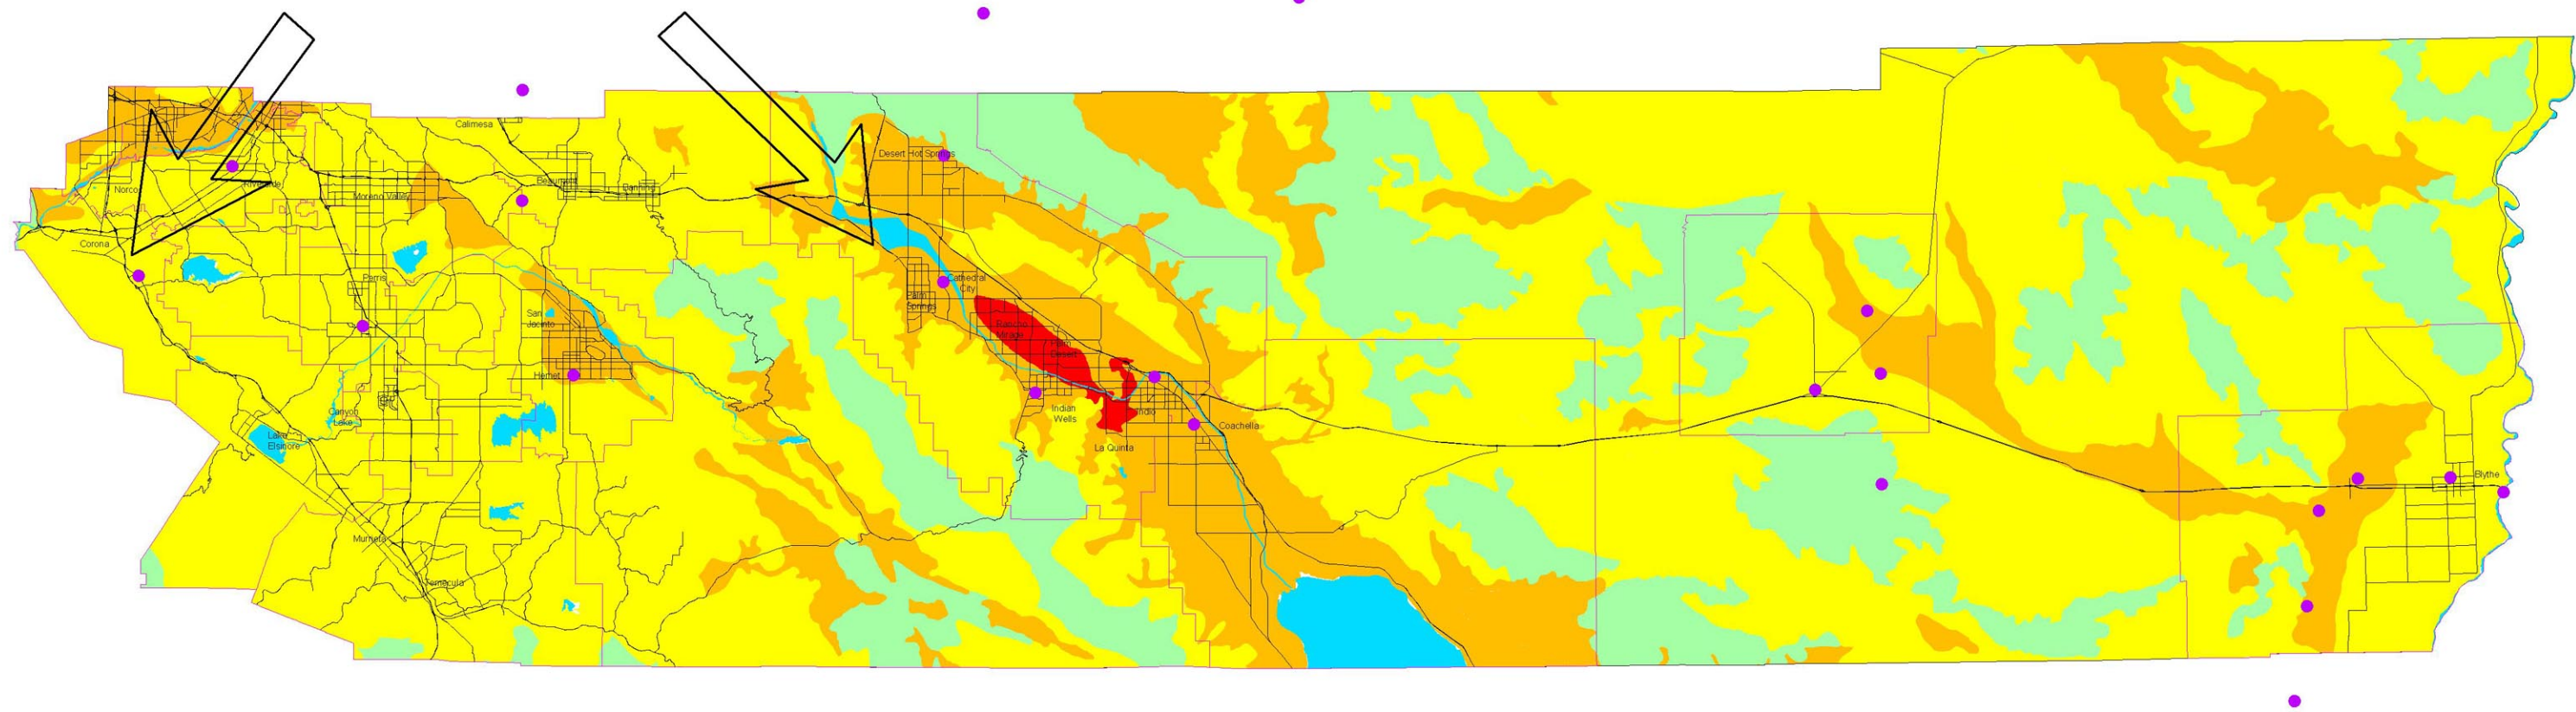 Calimesa
Desert Hot Springs
Norco
Riverside
Moreno Valley
Beaumont
Banning
Corona
Perris
Cathedral
City
Palm
Springs
San
Jacinto
Rancho
Mirage
Palm
Desert
Hemet
Canyon
Lake
Indian
Wells
Indio
Coachella
Lake
Elsinore
La Quinta
Blythe
Murrieta
Temecula